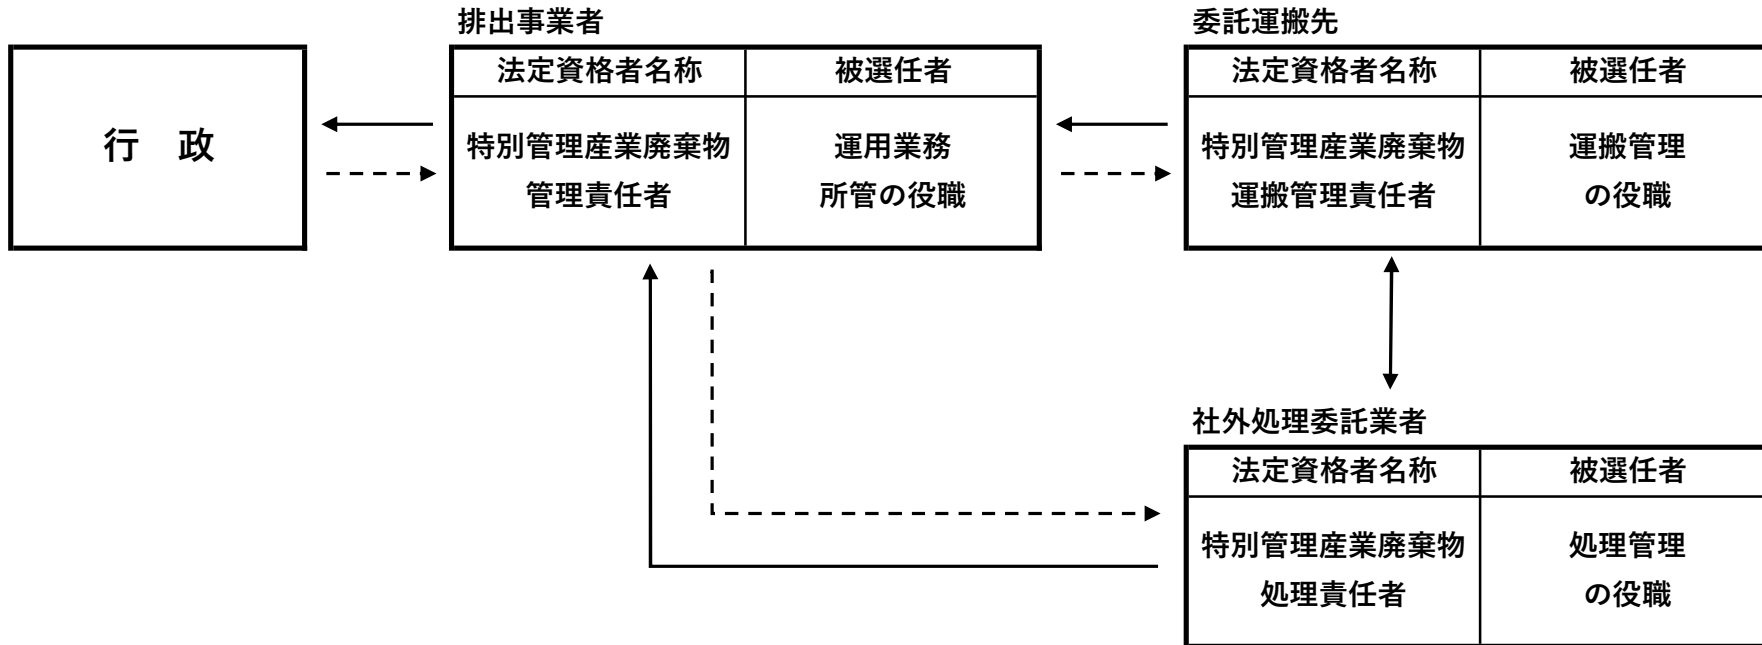 排出事業者
委託運搬先
法定資格者名称
被選任者
法定資格者名称
被選任者
行 政
特別管理産業廃棄物
管理責任者
運用業務
所管の役職
特別管理産業廃棄物
運搬管理責任者
運搬管理
の役職
社外処理委託業者
法定資格者名称
被選任者
特別管理産業廃棄物
処理責任者
処理管理
の役職